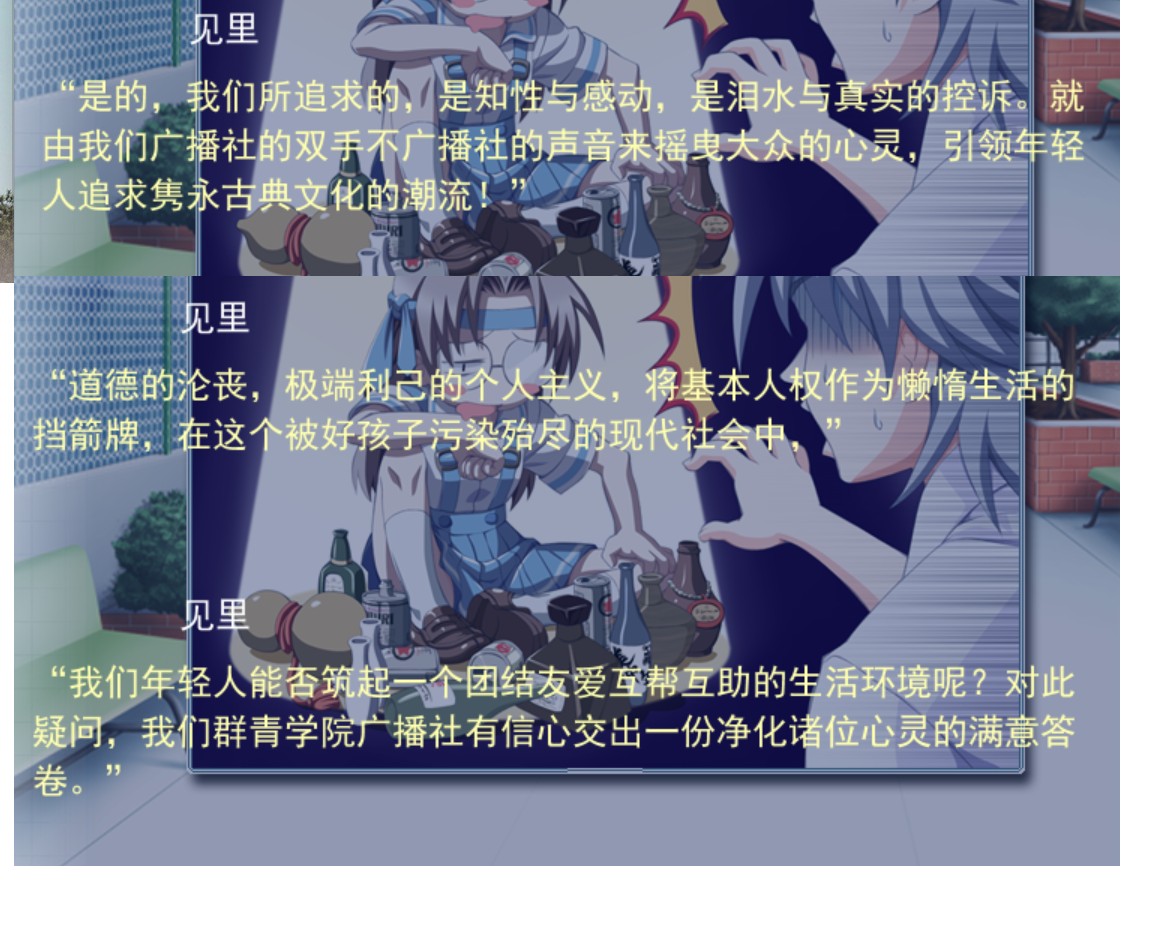 见里
“是的，我们所追求的，是知性与感动，是泪水与真实的控诉。就
由我们广播社的双手不广播社的声音来摇曳大众的心灵，引领年轻
人追求隽永古典文化的潮流！”
见里
“道德的沦丧，极端利己的个人主义，将基本人权作为懒惰生活的
挡箭牌，在这个被好孩子污染殆尽的现代社会中，”
见里
“我们年轻人能否筑起一个团结友爱互帮互助的生活环境呢？对此
疑问，我们群青学院广播社有信心交出一份净化诸位心灵的满意答
卷。”